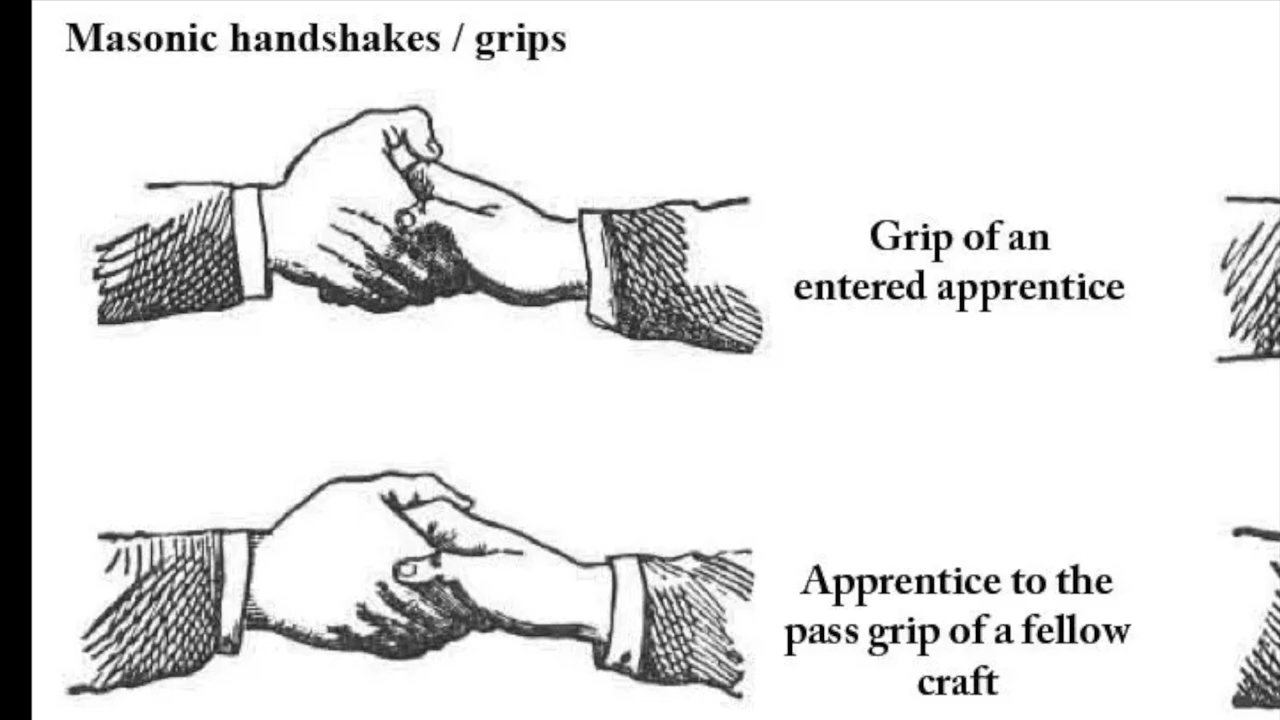 Masonic handshakes / grips
Grip of an
entered apprentice
Apprentice to the
pass grip of a fellow
craft